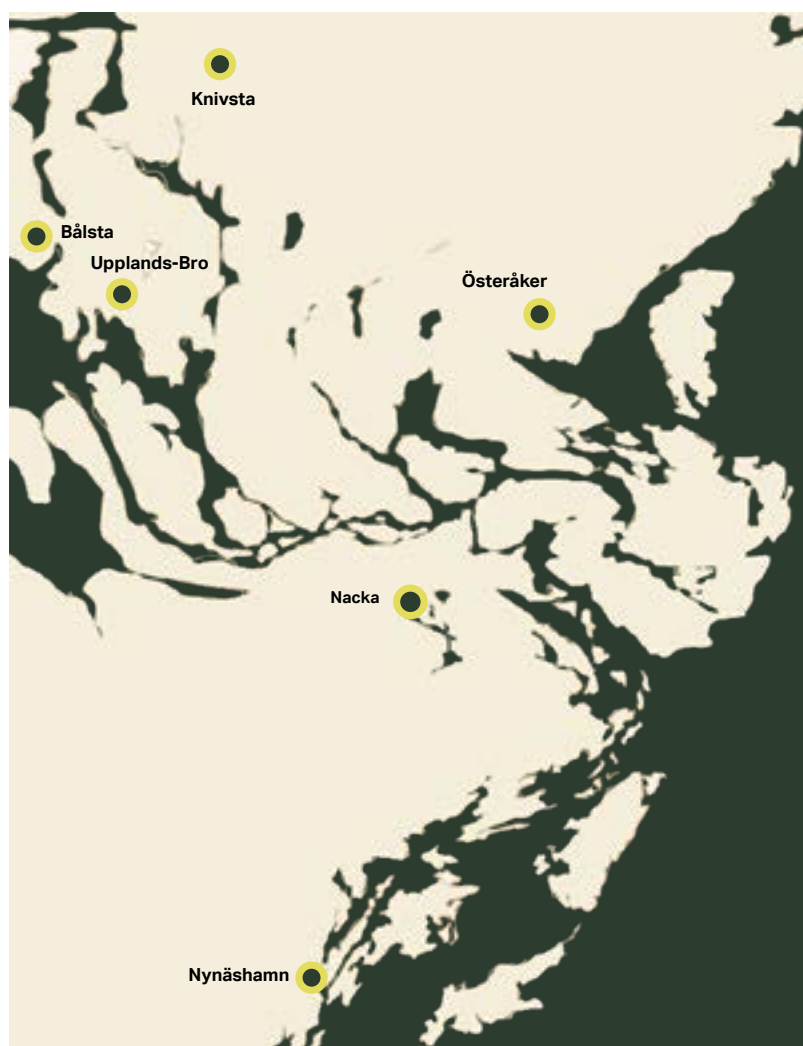 Knivsta
Bålsta
Upplands-Bro
Österåker
Nacka
Nynäshamn